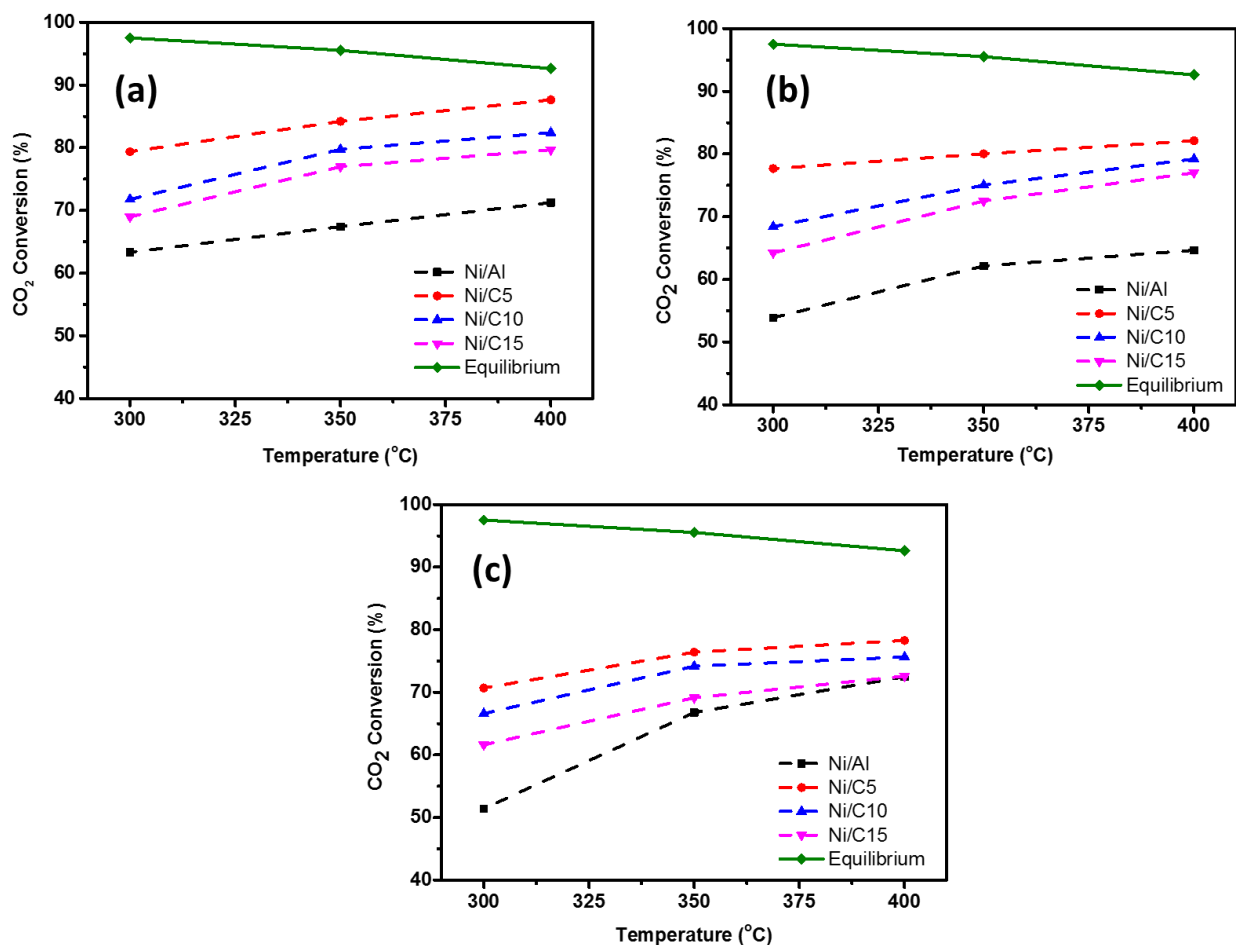 (a)
CO2 Conversion (%)
100
90
80
70
60
50
40
300 325 350 375 400
Temperature (°C)
Ni/Al
Ni/C5
Ni/C10
Ni/C15
Equilibrium
(b)
CO2 Conversion (%)
100
90
80
70
60
50
40
300 325 350 375 400
Temperature (°C)
Ni/Al
Ni/C5
Ni/C10
Ni/C15
Equilibrium
(c)
CO2 Conversion (%)
100
90
80
70
60
50
40
300 325 350 375 400
Temperature (°C)
Ni/Al
Ni/C5
Ni/C10
Ni/C15
Equilibrium